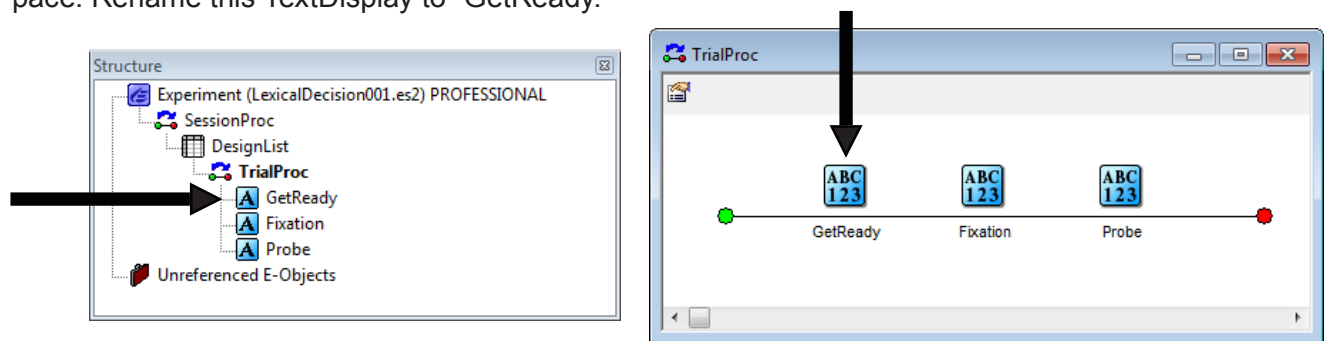 pace. Rename this TextDisplay to “GetReady.”
Structure
Experiment (LexicalDecision001.es2) PROFESSIONAL
SessionProc
DesignList
TrialProc
A GetReady
A Fixation
A Probe
Unreferenced E-Objects
TrialProc
ABC ABC ABC
123 123 123
GetReady Fixation Probe